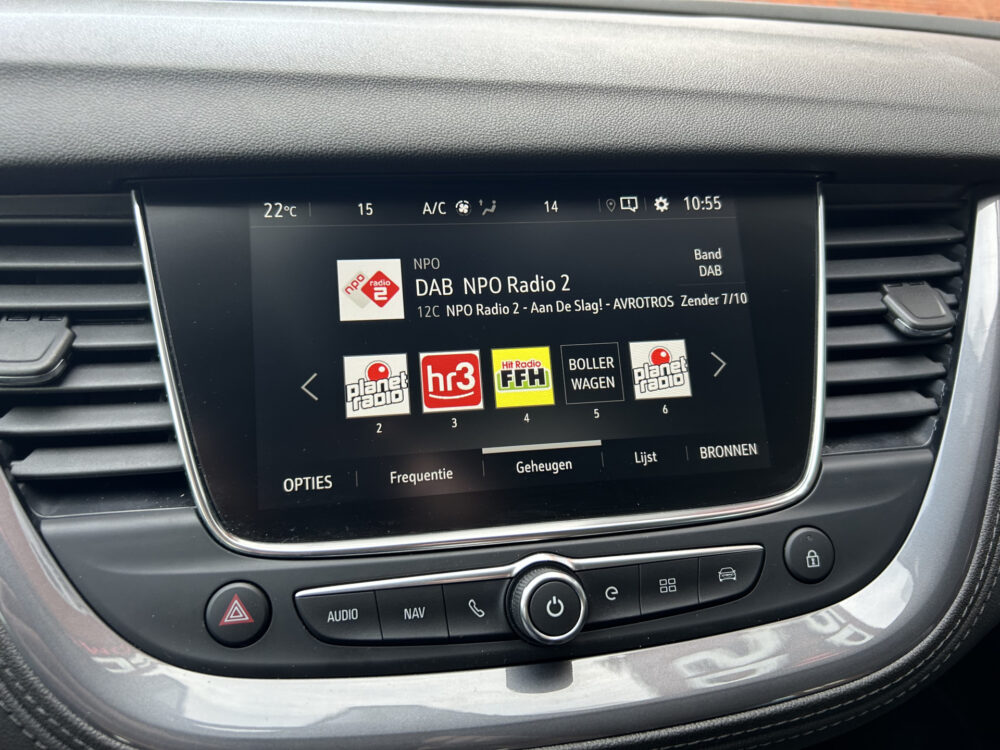 22°C 15 A/C 14 10:55
NPO
Band
DAB
DAB NPO Radio 2
12C NPO Radio 2 - Aan De Slag! - AVROTROS Zender 7/10
npo radio 2
planet radio
hr3
Hit Radio
FFH
BOLLER
WAGEN
planet radio
2 3 4 5 6
OPTIES Frequentie Geheugen Lijst BRONNEN
AUDIO NAV